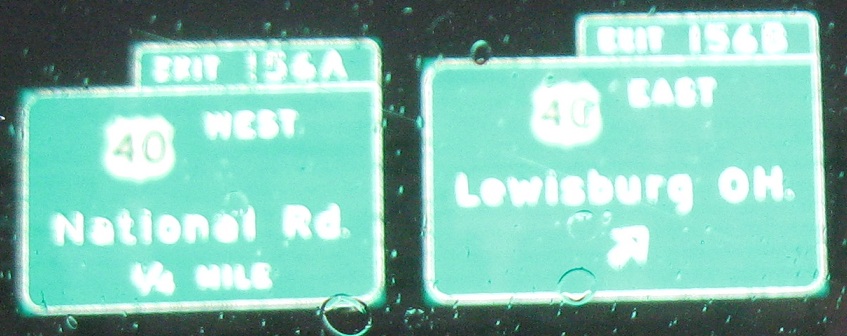 EXIT 156A
40 WEST
National Rd.
1/4 MILE
EXIT 156B
40 EAST
Lewisburg OH.